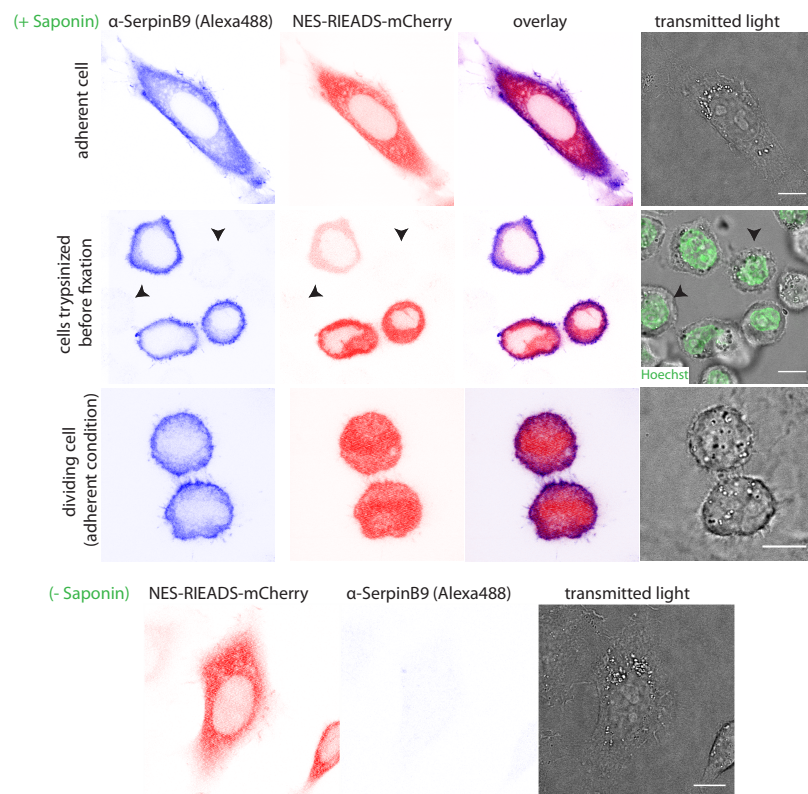 (+ Saponin) α-SerpinB9 (Alexa488) NES-RIEADS-mCherry overlay transmitted light
adherent cell
cells trypsinized
before fixation
Hoechst
dividing cell
(adherent condition)
(- Saponin) NES-RIEADS-mCherry α-SerpinB9 (Alexa488) transmitted light